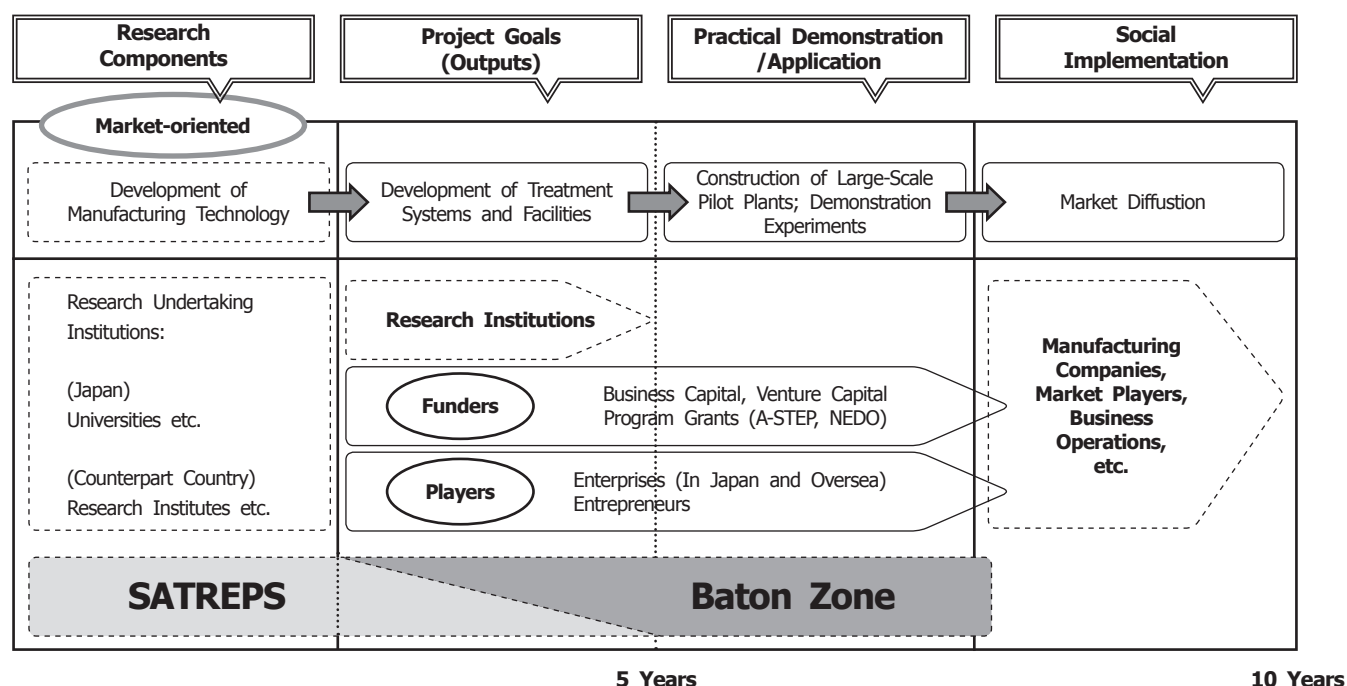 Research
Components
Project Goals
(Outputs)
Practical Demonstration
/Application
Social
Implementation
Market-oriented
Development of
Manufacturing Technology
Development of Treatment
Systems and Facilities
Construction of Large-Scale
Pilot Plants; Demonstration
Experiments
Market Diffustion
Research Undertaking
Institutions:
(Japan)
Universities etc.
(Counterpart Country)
Research Institutes etc.
Research Institutions
Funders
Business Capital, Venture Capital
Program Grants (A-STEP, NEDO)
Players
Enterprises (In Japan and Oversea)
Entrepreneurs
Manufacturing
Companies,
Market Players,
Business
Operations,
etc.
SATREPS
Baton Zone
5 Years
10 Years